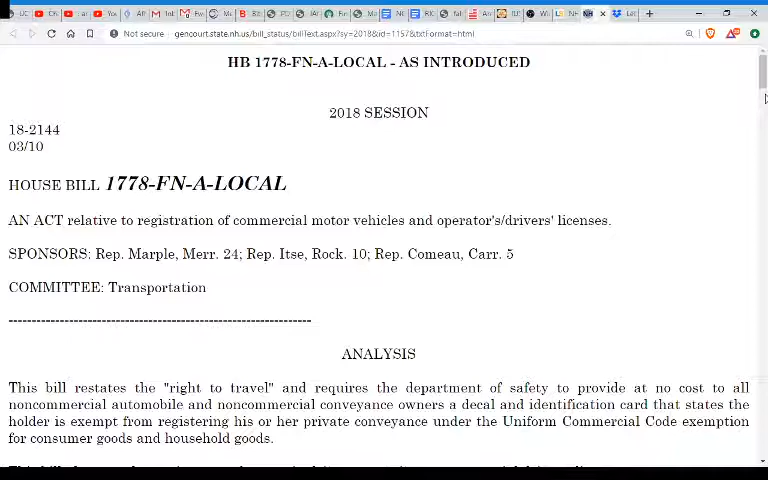 Not secure gencourt.state.nh.us/bill_status/billText.aspx?sy=2018&id=1157&txtFormat=html
HB 1778-FN-A-LOCAL - AS INTRODUCED
2018 SESSION
18-2144
03/10
HOUSE BILL 1778-FN-A-LOCAL
AN ACT relative to registration of commercial motor vehicles and operator's/drivers' licenses.
SPONSORS: Rep. Marple, Merr. 24; Rep. Itse, Rock. 10; Rep. Comeau, Carr. 5
COMMITTEE: Transportation
-----------------------------------------------------------------
ANALYSIS
This bill restates the "right to travel" and requires the department of safety to provide at no cost to all
noncommercial automobile and noncommercial conveyance owners a decal and identification card that states the
holder is exempt from registering his or her private conveyance under the Uniform Commercial Code exemption
for consumer goods and household goods.